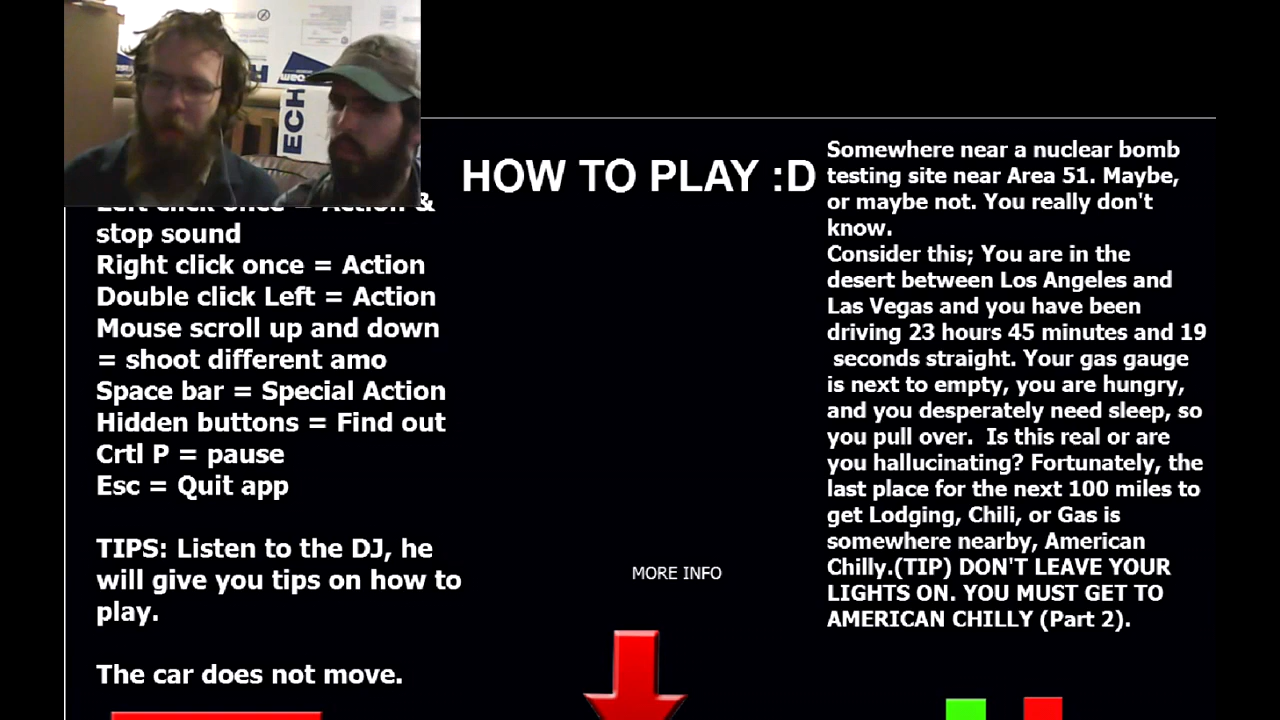 ECH
HOW TO PLAY :D
Left click once = Action &
stop sound
Right click once = Action
Double click Left = Action
Mouse scroll up and down
= shoot different amo
Space bar = Special Action
Hidden buttons = Find out
Crtl P = pause
Esc = Quit app
TIPS: Listen to the DJ, he
will give you tips on how to
play.
The car does not move.
MORE INFO
Somewhere near a nuclear bomb
testing site near Area 51. Maybe,
or maybe not. You really don't
know.
Consider this; You are in the
desert between Los Angeles and
Las Vegas and you have been
driving 23 hours 45 minutes and 19
seconds straight. Your gas gauge
is next to empty, you are hungry,
and you desperately need sleep, so
you pull over.  Is this real or are
you hallucinating? Fortunately, the
last place for the next 100 miles to
get Lodging, Chili, or Gas is
somewhere nearby, American
Chilly.(TIP) DON'T LEAVE YOUR
LIGHTS ON. YOU MUST GET TO
AMERICAN CHILLY (Part 2).